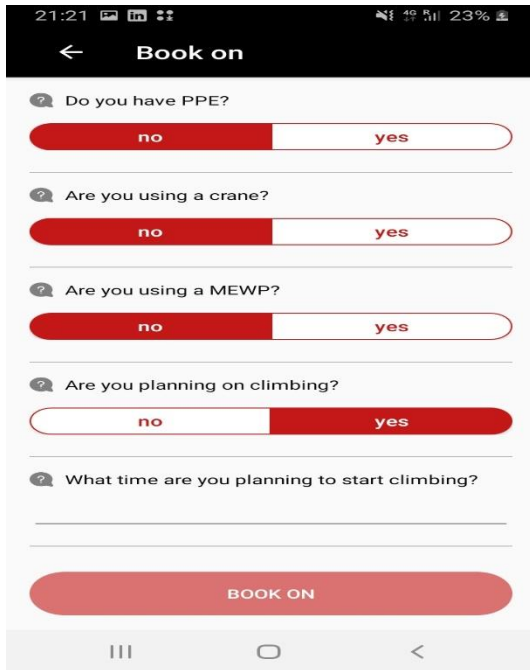 21:21 in 4G R 23%
Book on
? Do you have PPE?
no yes
? Are you using a crane?
no yes
? Are you using a MEWP?
no yes
? Are you planning on climbing?
no yes
? What time are you planning to start climbing?
BOOK ON